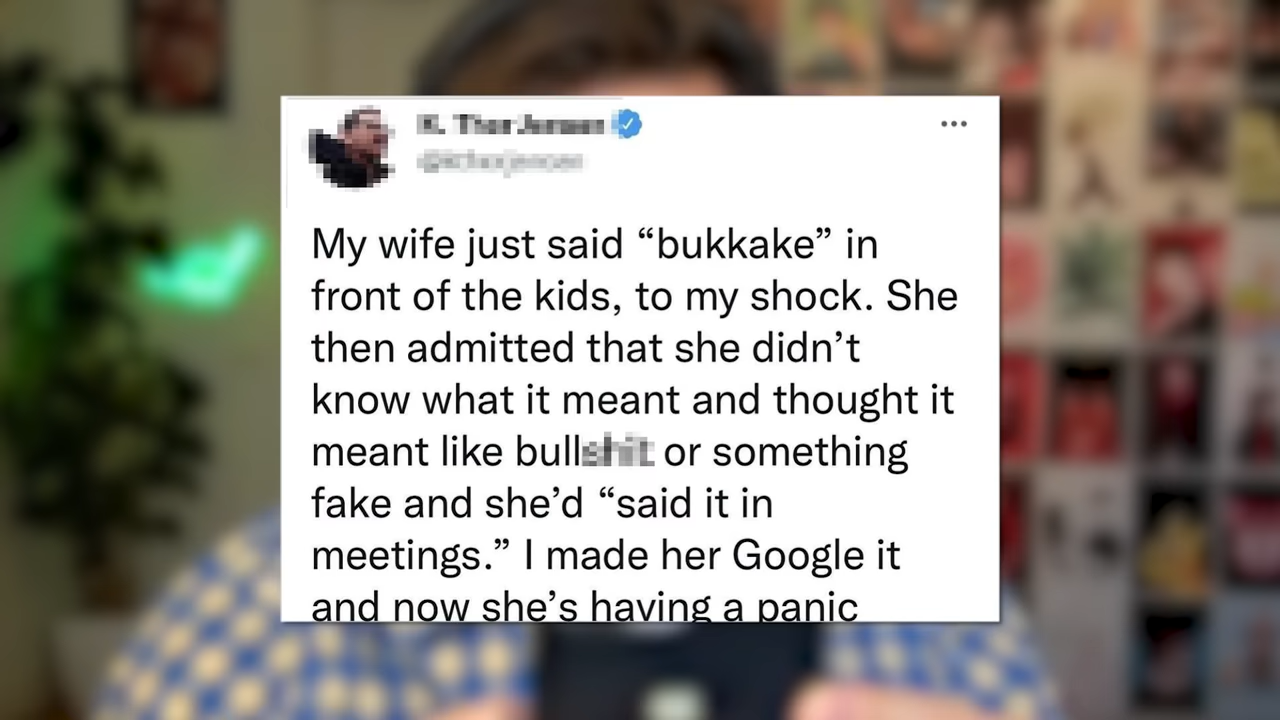 My wife just said “bukkake” in
front of the kids, to my shock. She
then admitted that she didn’t
know what it meant and thought it
meant like bullshit or something
fake and she’d “said it in
meetings.” I made her Google it
and now she’s having a panic